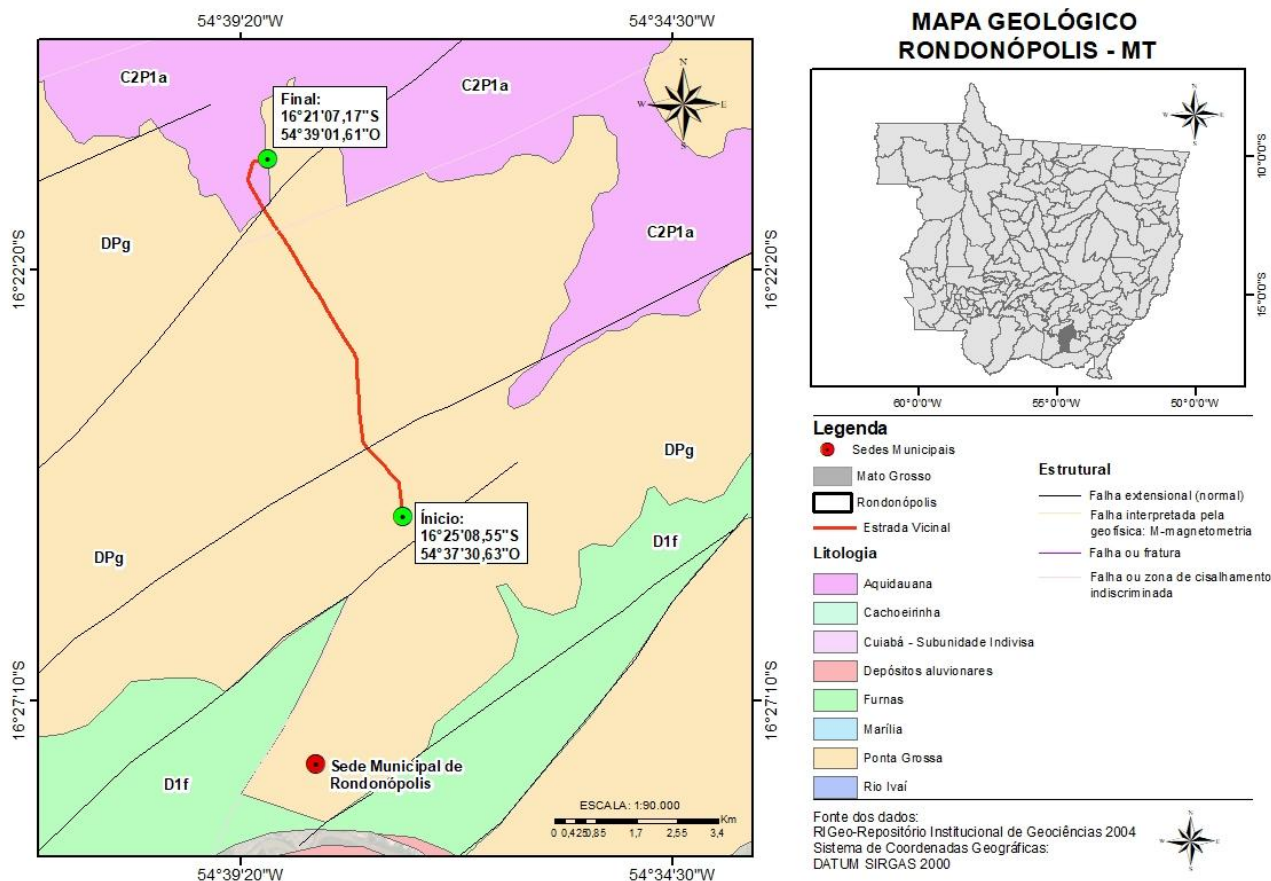 54°39'20"W
54°34'30"W
16°22'20"S
16°27'10"S
C2P1a
C2P1a
N
W
E
S
Final:
16°21'07,17"S
54°39'01,61"O
DPg
C2P1a
16°22'20"S
DPg
Ínicio:
16°25'08,55"S
54°37'30,63"O
D1f
DPg
16°27'10"S
D1f
Sede Municipal de
Rondonópolis
ESCALA: 1:90.000
0 0,425 0,85 1,7 2,55 3,4 Km
54°39'20"W
54°34'30"W
MAPA GEOLÓGICO
RONDONÓPOLIS - MT
N
W
E
S
10°0'0"S
15°0'0"S
60°0'0"W
55°0'0"W
50°0'0"W
Legenda
Sedes Municipais
Mato Grosso
Rondonópolis
Estrada Vicinal
Litologia
Aquidauana
Cachoeirinha
Cuiabá - Subunidade Indivisa
Depósitos aluvionares
Furnas
Marília
Ponta Grossa
Rio Ivaí
Estrutural
Falha extensional (normal)
Falha interpretada pela
geofísica: M-magnetometria
Falha ou fratura
Falha ou zona de cisalhamento
indiscriminada
Fonte dos dados:
RIGeo-Repositório Institucional de Geociências 2004
Sistema de Coordenadas Geográficas:
DATUM SIRGAS 2000
N
W
E
S